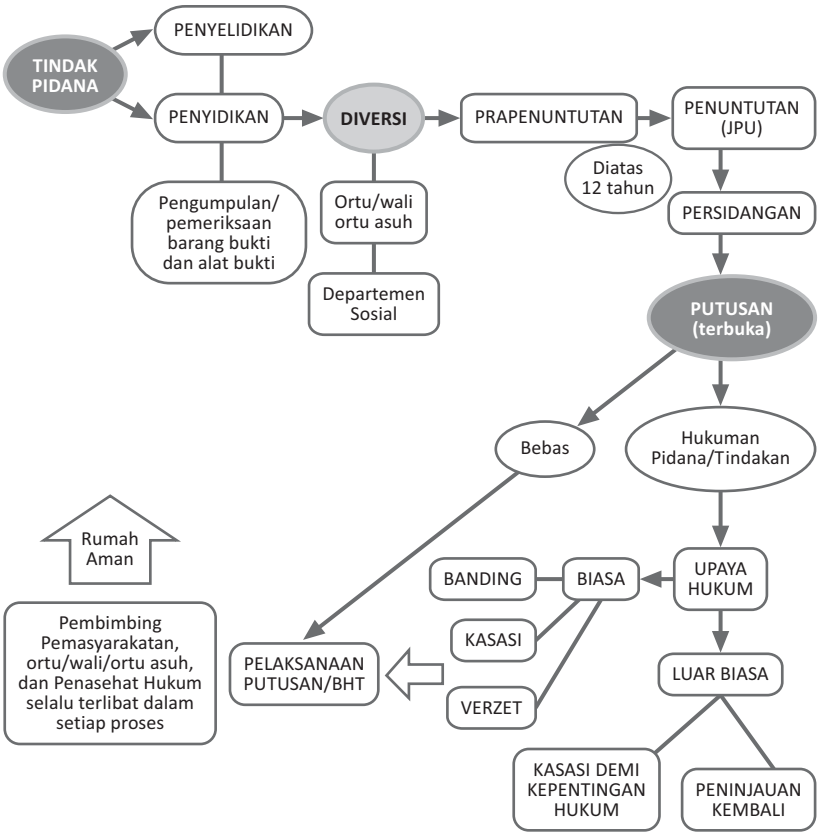 TINDAK
PIDANA
PENYELIDIKAN
PENYIDIKAN
Pengumpulan/
pemeriksaan
barang bukti
dan alat bukti
DIVERSI
Ortu/wali
ortu asuh
Departemen
Sosial
PRAPENUNTUTAN
Diatas
12 tahun
PENUNTUTAN
(JPU)
PERSIDANGAN
PUTUSAN
(terbuka)
Bebas
Hukuman
Pidana/Tindakan
UPAYA
HUKUM
BIASA
BANDING
KASASI
VERZET
LUAR BIASA
KASASI DEMI
KEPENTINGAN
HUKUM
PENINJAUAN
KEMBALI
PELAKSANAAN
PUTUSAN/BHT
Rumah
Aman
Pembimbing
Pemasyarakatan,
ortu/wali/ortu asuh,
dan Penasehat Hukum
selalu terlibat dalam
setiap proses